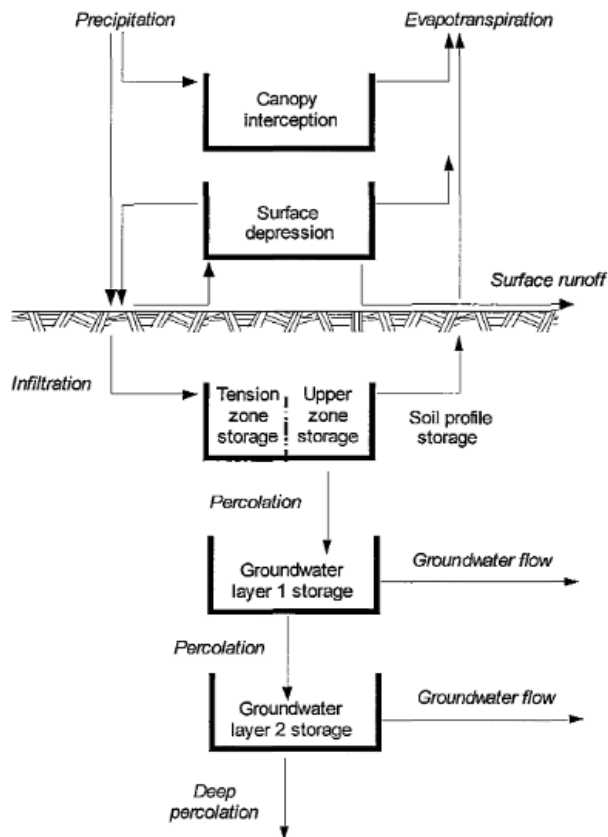 Precipitation
Evapotranspiration
Canopy
interception
Surface
depression
Surface runoff
Infiltration
Tension
zone
storage
Upper
zone
storage
Soil profile
storage
Percolation
Groundwater
layer 1 storage
Groundwater flow
Percolation
Groundwater
layer 2 storage
Groundwater flow
Deep
percolation